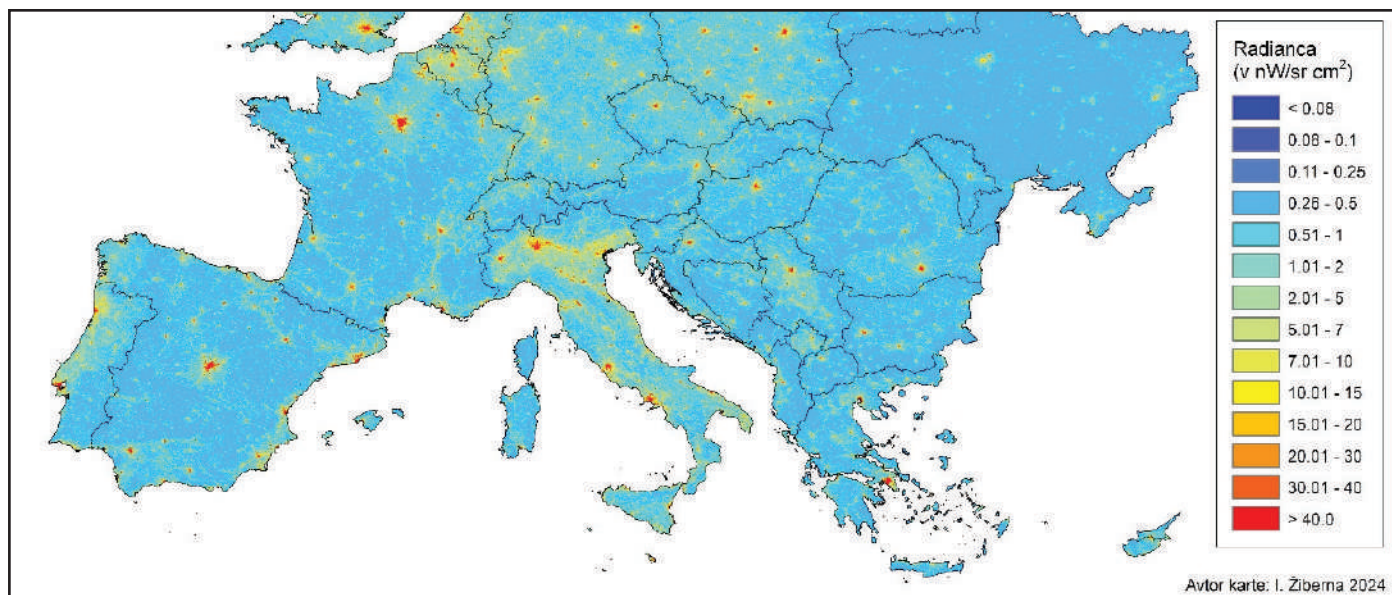 Radianca
(v nW/sr cm²)
< 0.08
0.08 - 0.1
0.11 - 0.25
0.26 - 0.5
0.51 - 1
1.01 - 2
2.01 - 5
5.01 - 7
7.01 - 10
10.01 - 15
15.01 - 20
20.01 - 30
30.01 - 40
> 40.0
Avtor karte: I. Žiberna 2024